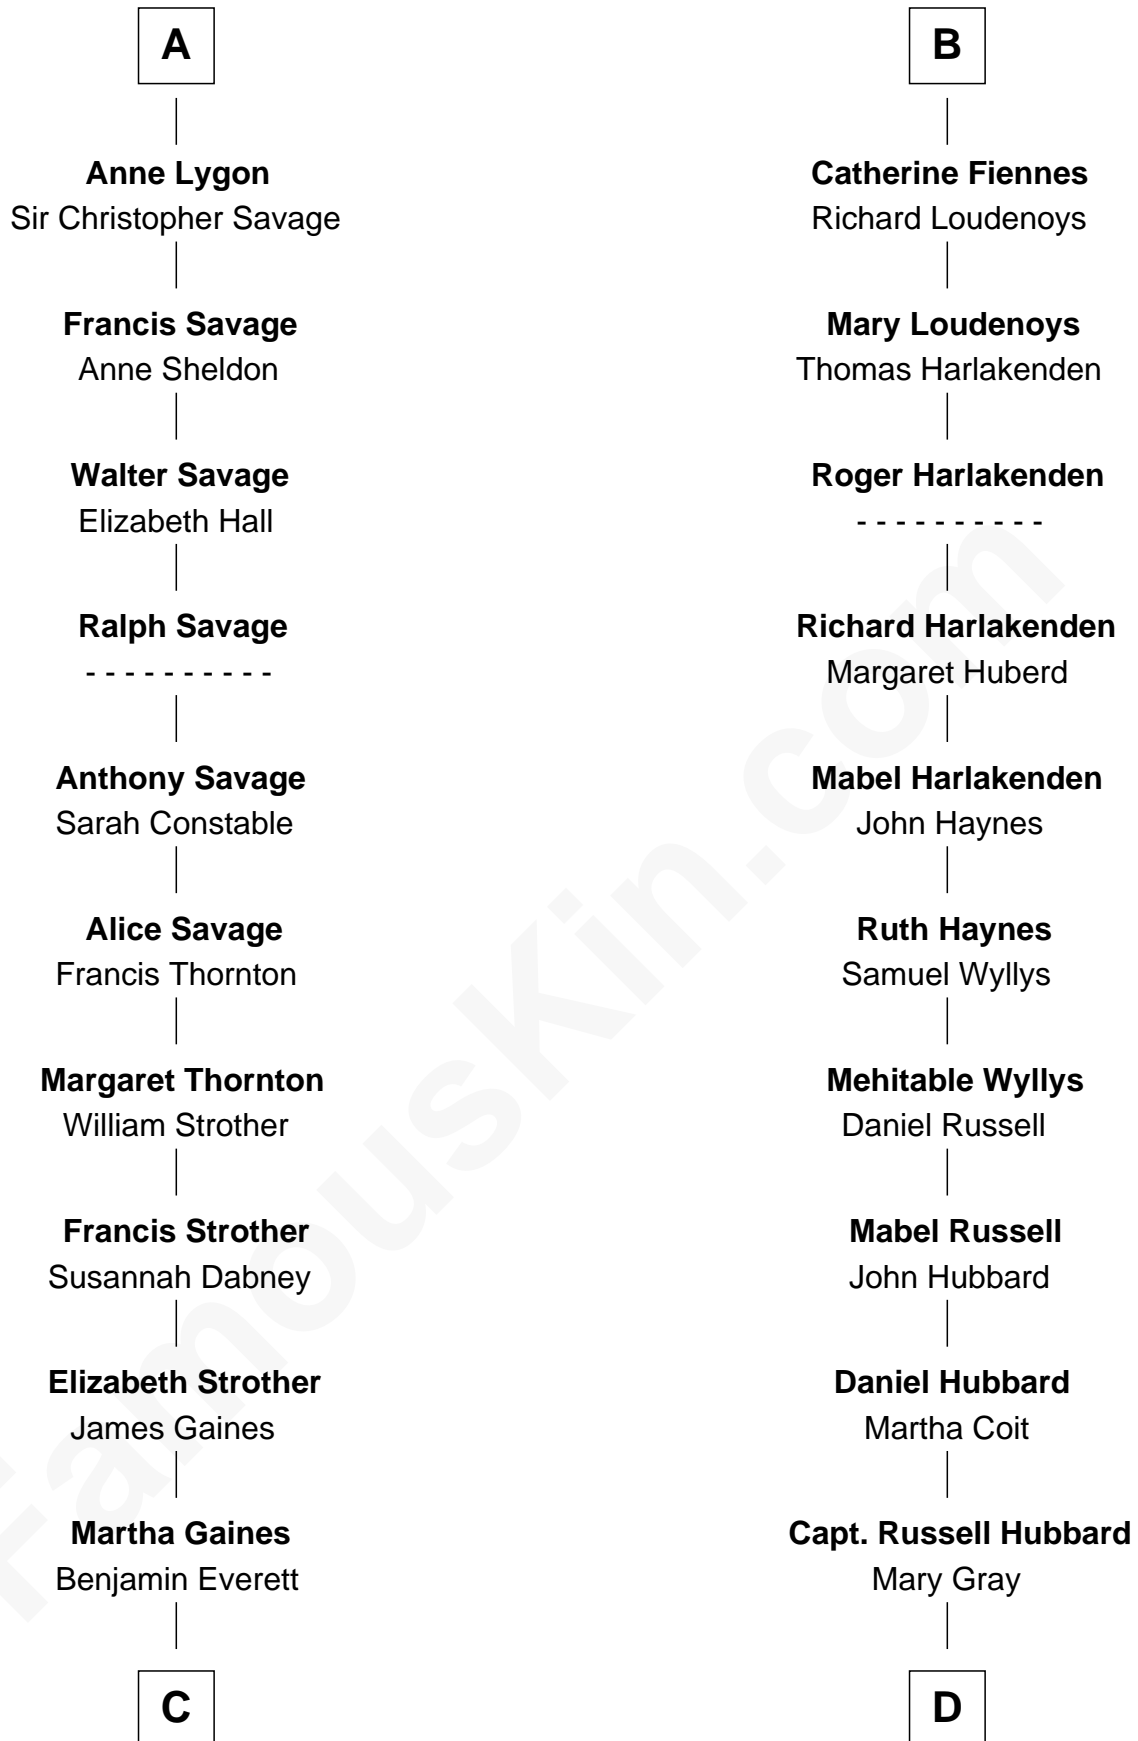 A
Anne Lygon
Sir Christopher Savage
Francis Savage
Anne Sheldon
Walter Savage
Elizabeth Hall
Ralph Savage
- - - - - - - - - -
Anthony Savage
Sarah Constable
Alice Savage
Francis Thornton
Margaret Thornton
William Strother
Francis Strother
Susannah Dabney
Elizabeth Strother
James Gaines
Martha Gaines
Benjamin Everett
C
B
Catherine Fiennes
Richard Loudenoys
Mary Loudenoys
Thomas Harlakenden
Roger Harlakenden
- - - - - - - - - -
Richard Harlakenden
Margaret Huberd
Mabel Harlakenden
John Haynes
Ruth Haynes
Samuel Wyllys
Mehitable Wyllys
Daniel Russell
Mabel Russell
John Hubbard
Daniel Hubbard
Martha Coit
Capt. Russell Hubbard
Mary Gray
D
FamousKin.com